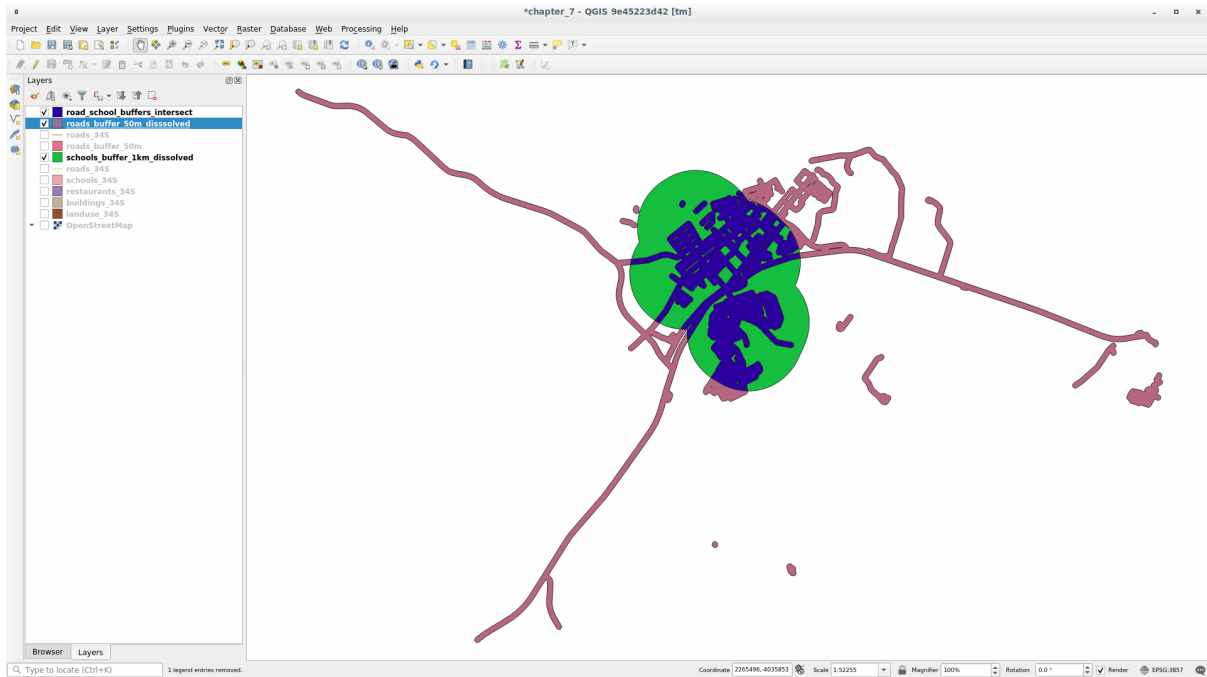 *chapter_7 - QGIS 9e45223d42 [tm]
Project Edit View Layer Settings Plugins Vector Raster Database Web Processing Help
Layers
road_school_buffers_intersect
roads_buffer_50m_disssolved
roads_34S
roads_buffer_50m
schools_buffer_1km_dissolved
roads_34S
schools_34S
restaurants_34S
buildings_34S
landuse_34S
OpenStreetMap
Browser Layers
Type to locate (Ctrl+K) 1 legend entries removed. Coordinate 2265496,-4035853 Scale 1:52255 Magnifier 100% Rotation 0.0 ° Render EPSG:3857